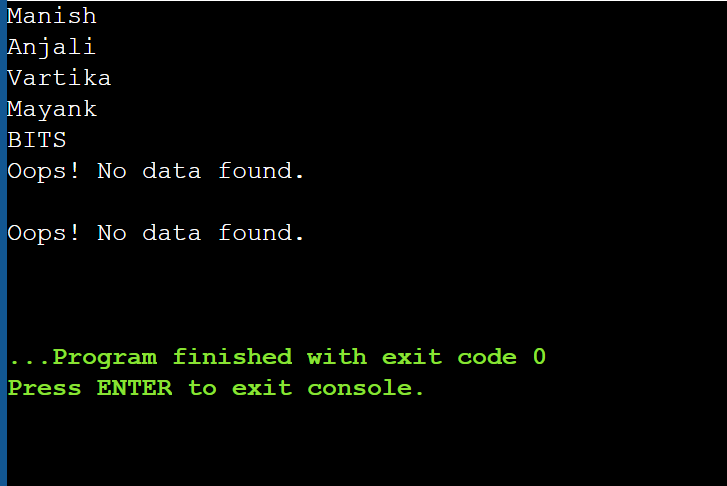 Manish
Anjali
Vartika
Mayank
BITS
Oops! No data found.
Oops! No data found.
...Program finished with exit code 0
Press ENTER to exit console.